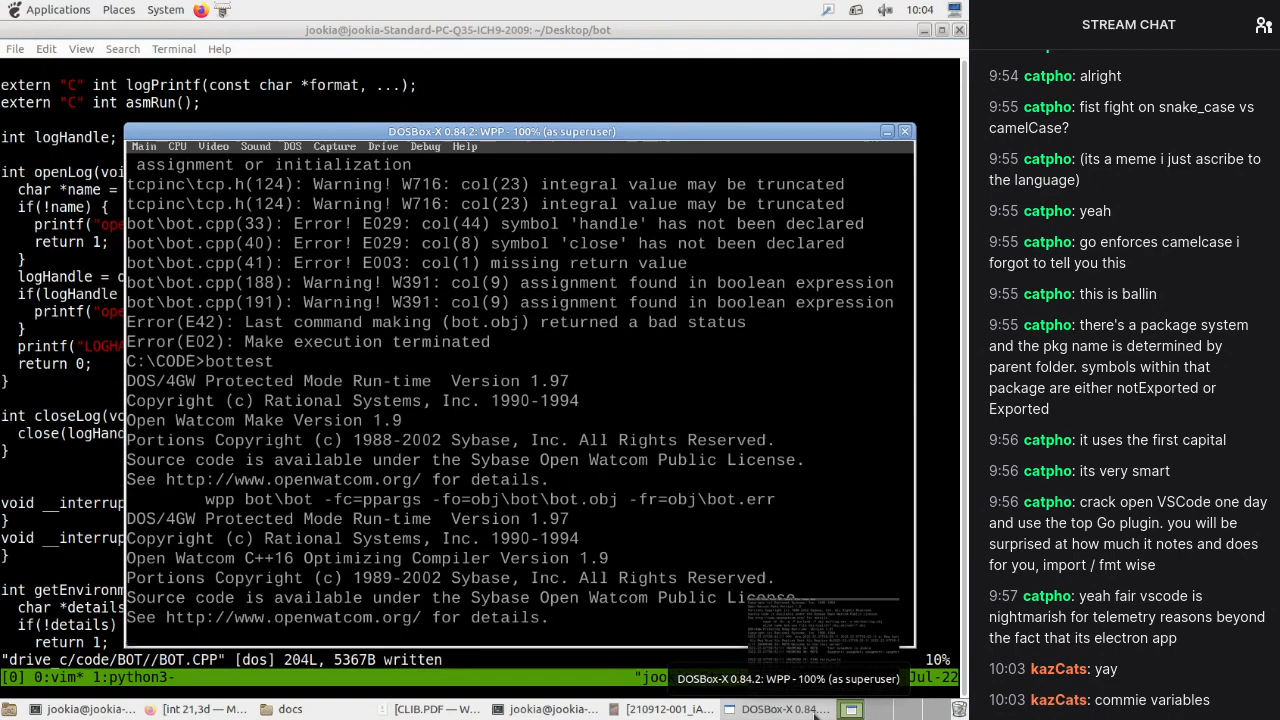 Applications Places System 10:04
jookia@jookia-Standard-PC-Q35-ICH9-2009: ~/Desktop/bot
File Edit View Search Terminal Help
extern "C" int logPrintf(const char *format, ...);
extern "C" int asmRun();
int logHandle;
int openLog(voi
char *name =
if(!name) {
printf("ope
return 1;
}
logHandle = o
if(logHandle
printf("ope
}
printf("LOGHA
return 0;
}
int closeLog(vo
close(logHand
}
void __interrup
}
void __interrup
}
int getEnvironm
char *env
if(!
retur
}
DOSBox-X 0.84.2: WPP - 100% (as superuser)
Main CPU Video Sound DOS Capture Drive Debug Help
assignment or initialization
tcpinc\tcp.h(124): Warning! W716: col(23) integral value may be truncated
tcpinc\tcp.h(124): Warning! W716: col(23) integral value may be truncated
bot\bot.cpp(33): Error! E029: col(44) symbol 'handle' has not been declared
bot\bot.cpp(40): Error! E029: col(8) symbol 'close' has not been declared
bot\bot.cpp(41): Error! E003: col(1) missing return value
bot\bot.cpp(188): Warning! W391: col(9) assignment found in boolean expression
bot\bot.cpp(191): Warning! W391: col(9) assignment found in boolean expression
Error(E42): Last command making (bot.obj) returned a bad status
Error(E02): Make execution terminated
C:\CODE>bottest
DOS/4GW Protected Mode Run-time Version 1.97
Copyright (c) Rational Systems, Inc. 1990-1994
Open Watcom Make Version 1.9
Portions Copyright (c) 1988-2002 Sybase, Inc. All Rights Reserved.
Source code is available under the Sybase Open Watcom Public License.
See http://www.openwatcom.org/ for details.
wpp bot\bot -fc=ppargs -fo=obj\bot.obj -fr=obj\bot.err
DOS/4GW Protected Mode Run-time Version 1.97
Copyright (c) Rational Systems, Inc. 1990-1994
Open Watcom C++16 Optimizing Compiler Version 1.9
Portions Copyright (c) 1989-2002 Sybase, Inc. All Rights Reserved.
Source code is available under the Sybase Open Watcom Public License.
See http://www.openwatcom.org/ for details.
"drive_c/code/BOT/BOT.CPP" [dos] 204L, 5367B written 10%
[0] 0:vim* 1:python3- "joo Jul-22
DOSBox-X 0.84.2: WPP - 100% (as superuser)
jookia@jookia-... [int 21,3d — M... docs [CLIB.PDF — W... jookia@jookia-... [210912-001_iA... DOSBox-X 0.84....
STREAM CHAT
9:54 catpho: alright
9:55 catpho: fist fight on snake_case vs
camelCase?
9:55 catpho: (its a meme i just ascribe to
the language)
9:55 catpho: yeah
9:55 catpho: go enforces camelcase i
forgot to tell you this
9:55 catpho: this is ballin
9:55 catpho: there's a package system
and the pkg name is determined by
parent folder. symbols within that
package are either notExported or
Exported
9:56 catpho: it uses the first capital
9:56 catpho: its very smart
9:56 catpho: crack open VSCode one day
and use the top Go plugin. you will be
surprised at how much it notes and does
for you, import / fmt wise
9:57 catpho: yeah fair vscode is
nightmarish for telemetry reasons beyond
the fact that its electron app
10:03 kazCats: yay
10:03 kazCats: commie variables